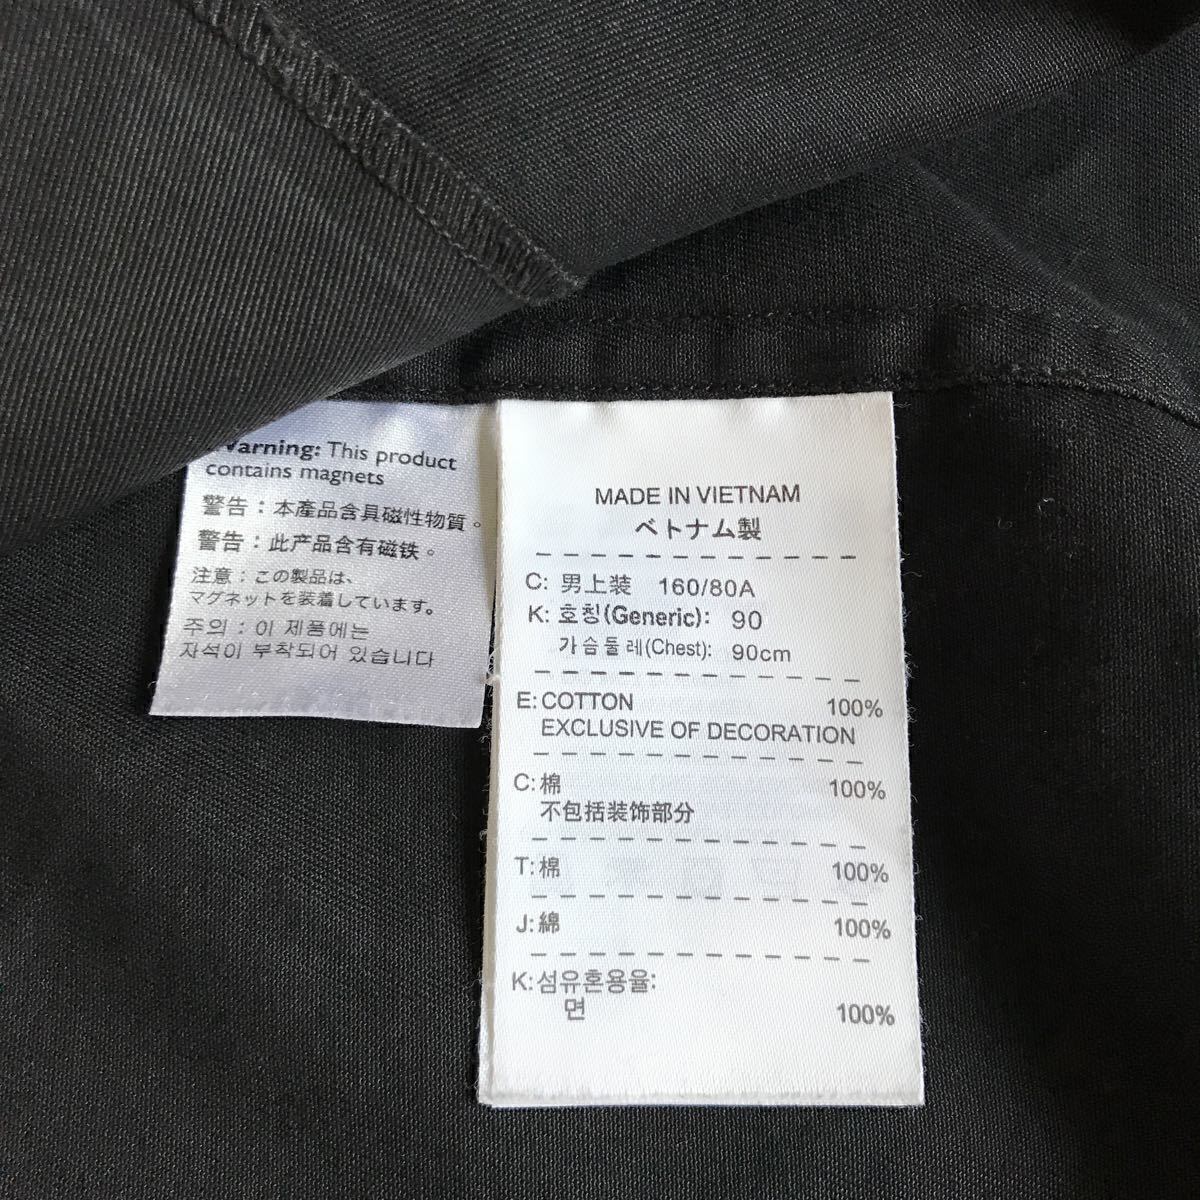 Warning: This product
contains magnets
警告：本產品含具磁性物質。
警告：此产品含有磁铁。
注意：この製品は、
マグネットを装着しています。
주의 : 이 제품에는
자석이 부착되어 있습니다
MADE IN VIETNAM
ベトナム製
C: 男上装 160/80A
K: 호칭(Generic): 90
가슴둘레(Chest): 90cm
E: COTTON 100%
EXCLUSIVE OF DECORATION
C: 棉 100%
不包括装饰部分
T: 棉 100%
J: 綿 100%
K: 섬유혼용율:
면 100%